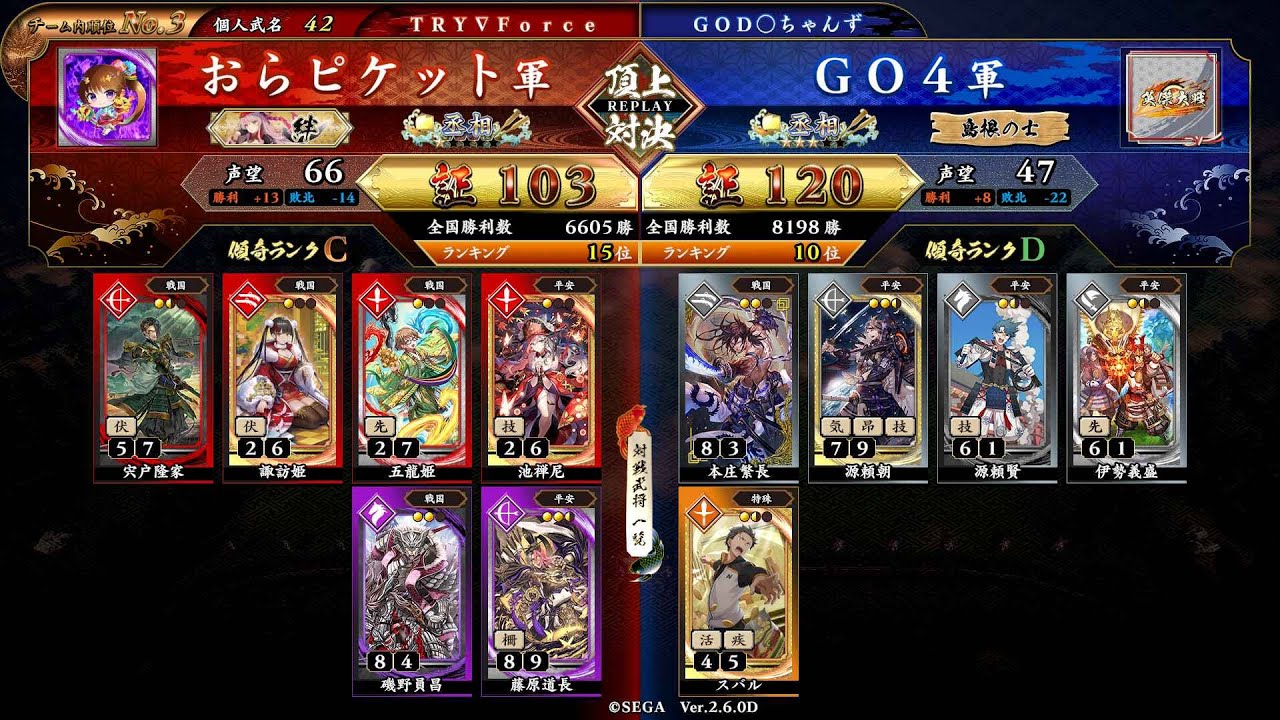 チーム内順位 No.3 個人武名 42 TRY∇Force
GOD〇ちゃんず
おらピケット軍
頂上
REPLAY
対決
GO4軍
英傑大戦
絆
丞相
丞相
島根の士
声望 66
勝利 +13 敗北 -14
証 103
証 120
声望 47
勝利 +8 敗北 -22
全国勝利数 6605勝
全国勝利数 8198勝
ランキング 15位
ランキング 10位
傾奇ランク C
傾奇ランク D
戦国
戦国
戦国
平安
戦国
平安
平安
平安
伏
伏
先
技
気 昂 技
技
先
5 7
2 6
2 7
2 6
8 3
7 9
6 1
6 1
宍戸隆家
諏訪姫
五龍姫
池禅尼
本庄繁長
源頼朝
源頼賢
伊勢義盛
対戦武将一覧
戦国
平安
特殊
柵
活 疾
8 4
8 9
4 5
磯野員昌
藤原道長
スバル
©SEGA Ver.2.6.0D